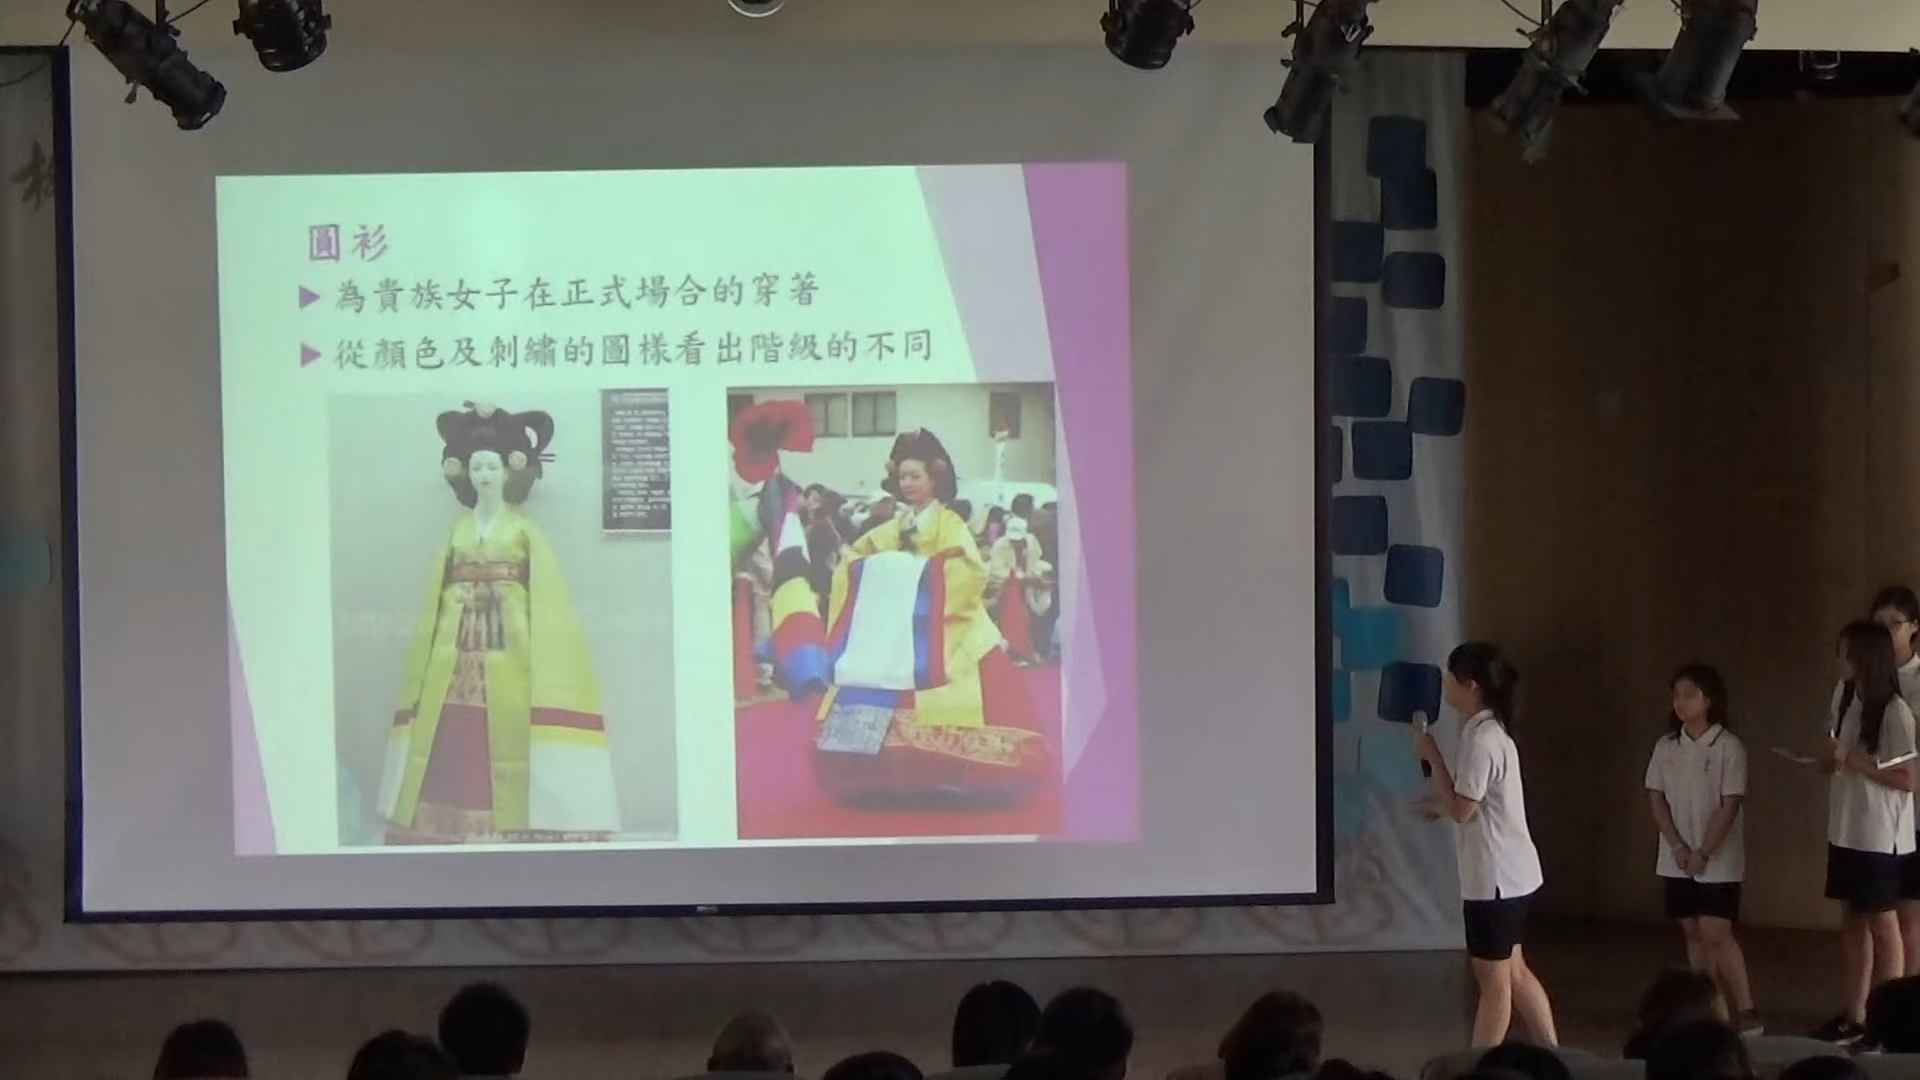 圓衫
為貴族女子在正式場合的穿著
從顏色及刺繡的圖樣看出階級的不同